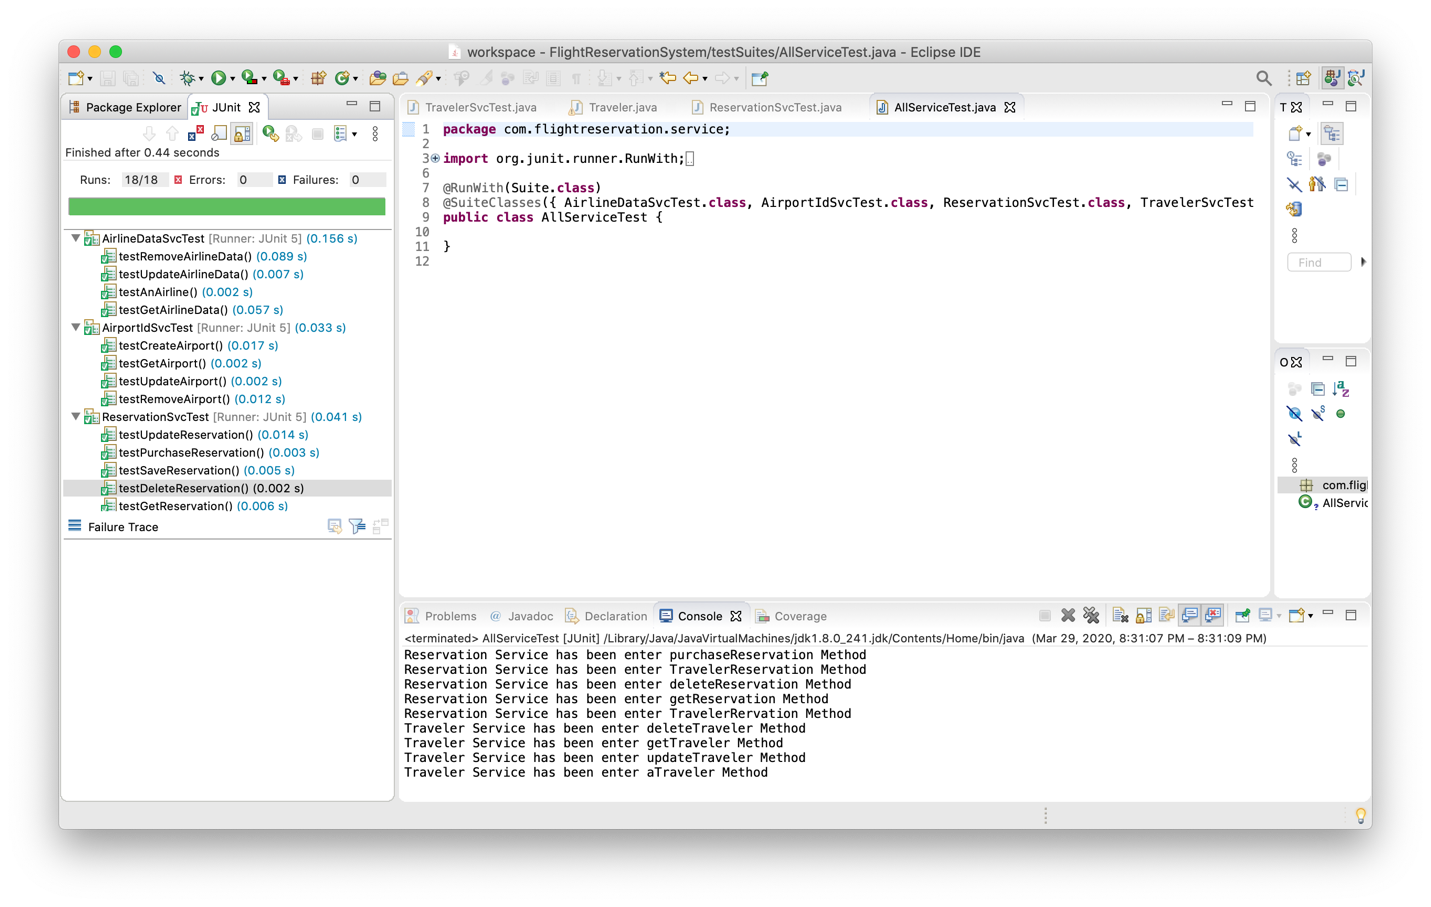 workspace - FlightReservationSystem/testSuites/AllServiceTest.java - Eclipse IDE
Package Explorer
JUnit
Finished after 0.44 seconds
Runs: 18/18
Errors: 0
Failures: 0
AirlineDataSvcTest [Runner: JUnit 5] (0.156 s)
testRemoveAirlineData() (0.089 s)
testUpdateAirlineData() (0.007 s)
testAnAirline() (0.002 s)
testGetAirlineData() (0.057 s)
AirportIdSvcTest [Runner: JUnit 5] (0.033 s)
testCreateAirport() (0.017 s)
testGetAirport() (0.002 s)
testUpdateAirport() (0.002 s)
testRemoveAirport() (0.012 s)
ReservationSvcTest [Runner: JUnit 5] (0.041 s)
testUpdateReservation() (0.014 s)
testPurchaseReservation() (0.003 s)
testSaveReservation() (0.005 s)
testDeleteReservation() (0.002 s)
testGetReservation() (0.006 s)
Failure Trace
TravelerSvcTest.java
Traveler.java
ReservationSvcTest.java
AllServiceTest.java
1 package com.flightreservation.service;
2
3 import org.junit.runner.RunWith;
6
7 @RunWith(Suite.class)
8 @SuiteClasses({ AirlineDataSvcTest.class, AirportIdSvcTest.class, ReservationSvcTest.class, TravelerSvcTest
9 public class AllServiceTest {
10
11 }
12
T
Find
O
com.flig
AllServic
Problems
@ Javadoc
Declaration
Console
Coverage
<terminated> AllServiceTest [JUnit] /Library/Java/JavaVirtualMachines/jdk1.8.0_241.jdk/Contents/Home/bin/java (Mar 29, 2020, 8:31:07 PM – 8:31:09 PM)
Reservation Service has been enter purchaseReservation Method
Reservation Service has been enter TravelerReservation Method
Reservation Service has been enter deleteReservation Method
Reservation Service has been enter getReservation Method
Reservation Service has been enter TravelerRervation Method
Traveler Service has been enter deleteTraveler Method
Traveler Service has been enter getTraveler Method
Traveler Service has been enter updateTraveler Method
Traveler Service has been enter aTraveler Method